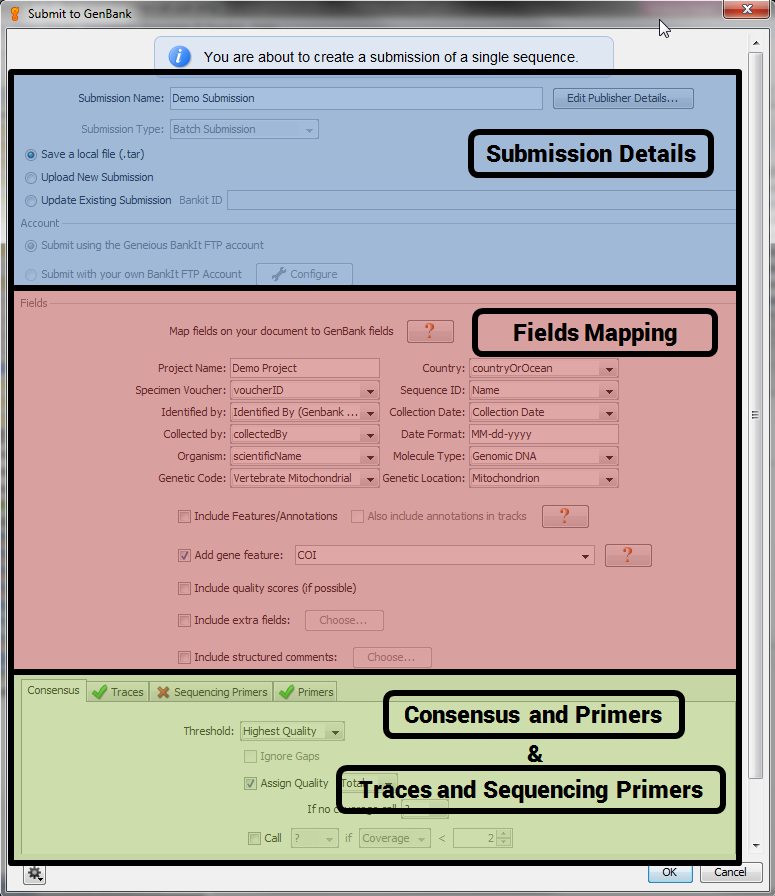 Submit to GenBank
You are about to create a submission of a single sequence.
Submission Name: Demo Submission Edit Publisher Details...
Submission Type: Batch Submission
Submission Details
Save a local file (.tar)
Upload New Submission
Update Existing Submission Bankit ID
Account
Submit using the Geneious BankIt FTP account
Submit with your own BankIt FTP Account Configure
Fields
Map fields on your document to GenBank fields ?
Fields Mapping
Project Name: Demo Project Country: countryOrOcean
Specimen Voucher: voucherID Sequence ID: Name
Identified by: Identified By (Genbank ... Collection Date: Collection Date
Collected by: collectedBy Date Format: MM-dd-yyyy
Organism: scientificName Molecule Type: Genomic DNA
Genetic Code: Vertebrate Mitochondrial Genetic Location: Mitochondrion
Include Features/Annotations Also include annotations in tracks ?
Add gene feature: COI ?
Include quality scores (if possible)
Include extra fields: Choose...
Include structured comments: Choose...
Consensus Traces Sequencing Primers Primers
Consensus and Primers
Threshold: Highest Quality
&
Ignore Gaps
Assign Quality Total
Traces and Sequencing Primers
If no coverage call ?
Call ? if Coverage < 2
OK Cancel